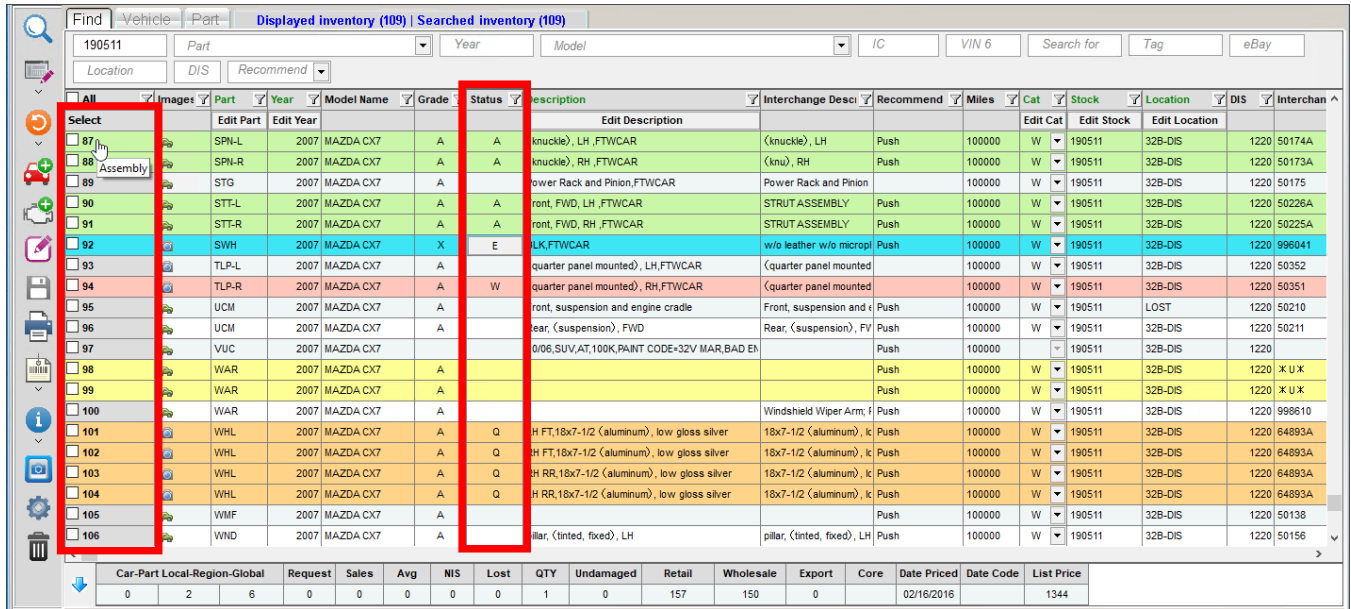 Find Vehicle Part Displayed inventory (109) | Searched inventory (109)
190511 Part Year Model IC VIN 6 Search for Tag eBay
Location DIS Recommend
All Images Part Year Model Name Grade Status Description Interchange Descri Recommend Miles Cat Stock Location DIS Interchan
Select Edit Part Edit Year Edit Description Edit Cat Edit Stock Edit Location
87 SPN-L 2007 MAZDA CX7 A A (knuckle), LH ,FTWCAR (knuckle), LH Push 100000 W 190511 32B-DIS 1220 50174A
88 SPN-R 2007 MAZDA CX7 A A (knuckle), RH ,FTWCAR (knu), RH Push 100000 W 190511 32B-DIS 1220 50173A
Assembly
89 STG 2007 MAZDA CX7 A Power Rack and Pinion,FTWCAR Power Rack and Pinion 100000 W 190511 32B-DIS 1220 50175
90 STT-L 2007 MAZDA CX7 A A ront, FWD, LH ,FTWCAR STRUT ASSEMBLY Push 100000 W 190511 32B-DIS 1220 50226A
91 STT-R 2007 MAZDA CX7 A A ront, FWD, RH ,FTWCAR STRUT ASSEMBLY Push 100000 W 190511 32B-DIS 1220 50225A
92 SWH 2007 MAZDA CX7 X E BLK,FTWCAR w/o leather w/o micropl Push 100000 W 190511 32B-DIS 1220 996041
93 TLP-L 2007 MAZDA CX7 A (quarter panel mounted), LH,FTWCAR (quarter panel mounted 100000 W 190511 32B-DIS 1220 50352
94 TLP-R 2007 MAZDA CX7 A W (quarter panel mounted), RH,FTWCAR (quarter panel mounted 100000 W 190511 32B-DIS 1220 50351
95 UCM 2007 MAZDA CX7 A ront, suspension and engine cradle Front, suspension and e Push 100000 W 190511 LOST 1220 50210
96 UCM 2007 MAZDA CX7 A Rear, (suspension), FWD Rear, (suspension), FV Push 100000 W 190511 32B-DIS 1220 50211
97 VUC 2007 MAZDA CX7 0/06,SUV,AT,100K,PAINT CODE=32V MAR,BAD EN Push 100000 190511 32B-DIS 1220
98 WAR 2007 MAZDA CX7 A Push 100000 W 190511 32B-DIS 1220 *U*
99 WAR 2007 MAZDA CX7 A Push 100000 W 190511 32B-DIS 1220 *U*
100 WAR 2007 MAZDA CX7 A Windshield Wiper Arm; F Push 100000 W 190511 32B-DIS 1220 998610
101 WHL 2007 MAZDA CX7 A Q LH FT,18x7-1/2 (aluminum), low gloss silver 18x7-1/2 (aluminum), lc Push 100000 W 190511 32B-DIS 1220 64893A
102 WHL 2007 MAZDA CX7 A Q RH FT,18x7-1/2 (aluminum), low gloss silver 18x7-1/2 (aluminum), lc Push 100000 W 190511 32B-DIS 1220 64893A
103 WHL 2007 MAZDA CX7 A Q RH RR,18x7-1/2 (aluminum), low gloss silver 18x7-1/2 (aluminum), lc Push 100000 W 190511 32B-DIS 1220 64893A
104 WHL 2007 MAZDA CX7 A Q LH RR,18x7-1/2 (aluminum), low gloss silver 18x7-1/2 (aluminum), lc Push 100000 W 190511 32B-DIS 1220 64893A
105 WMF 2007 MAZDA CX7 A Push 100000 W 190511 32B-DIS 1220 50138
106 WND 2007 MAZDA CX7 A pillar, (tinted, fixed), LH pillar, (tinted, fixed), LH Push 100000 W 190511 32B-DIS 1220 50156
Car-Part Local-Region-Global Request Sales Avg NIS Lost QTY Undamaged Retail Wholesale Export Core Date Priced Date Code List Price
0 2 6 0 0 0 0 0 1 0 157 150 0 02/16/2016 1344